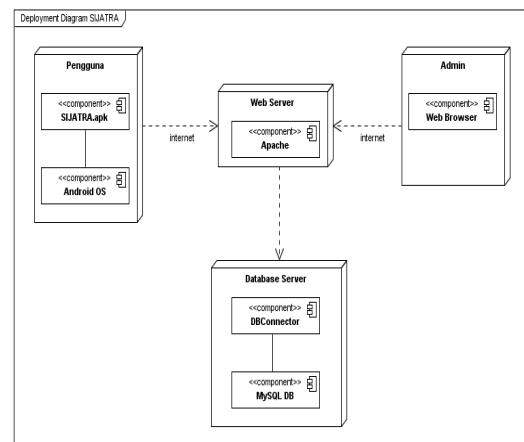 Deployment Diagram SIJATRA
Pengguna
<<component>>
SIJATRA.apk
<<component>>
Android OS
internet
Web Server
<<component>>
Apache
internet
Admin
<<component>>
Web Browser
Database Server
<<component>>
DBConnector
<<component>>
MySQL DB